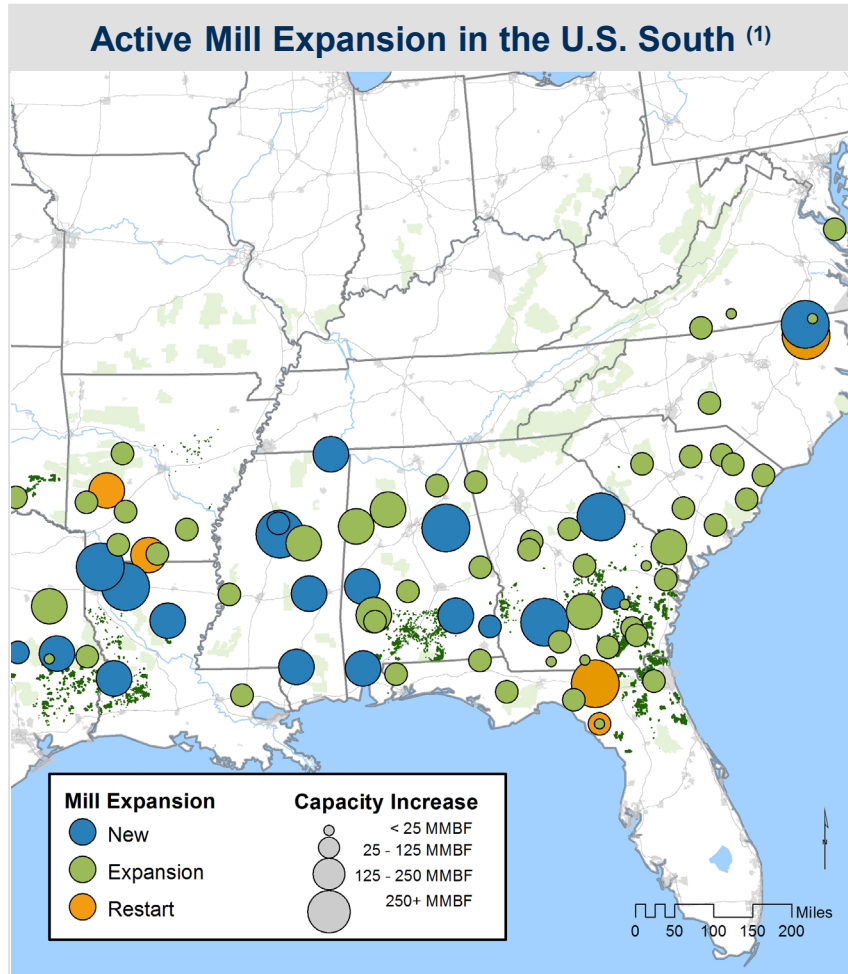 Active Mill Expansion in the U.S. South (1)
Mill Expansion
New
Expansion
Restart
Capacity Increase
< 25 MMBF
25 - 125 MMBF
125 - 250 MMBF
250+ MMBF
N
Miles
0 50 100 150 200